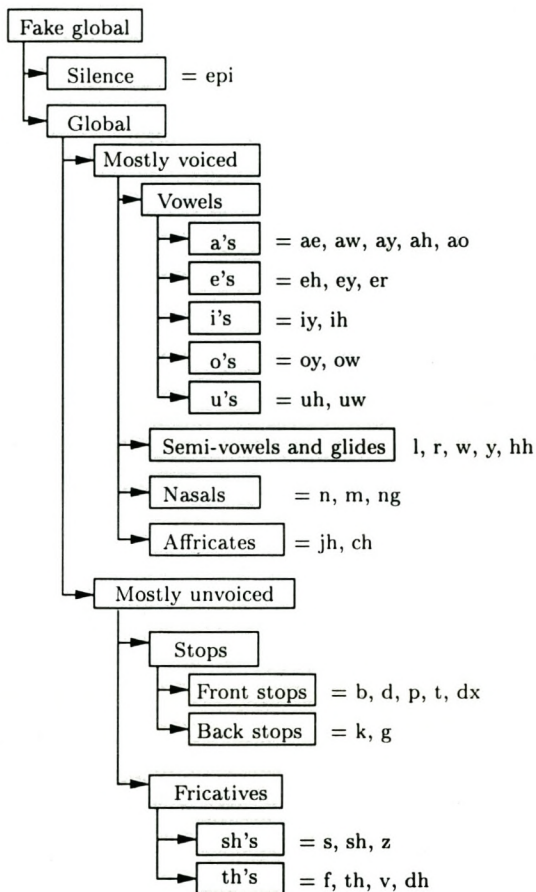 Fake global
Silence = epi
Global
Mostly voiced
Vowels
a's = ae, aw, ay, ah, ao
e's = eh, ey, er
i's = iy, ih
o's = oy, ow
u's = uh, uw
Semi-vowels and glides l, r, w, y, hh
Nasals = n, m, ng
Affricates = jh, ch
Mostly unvoiced
Stops
Front stops = b, d, p, t, dx
Back stops = k, g
Fricatives
sh's = s, sh, z
th's = f, th, v, dh